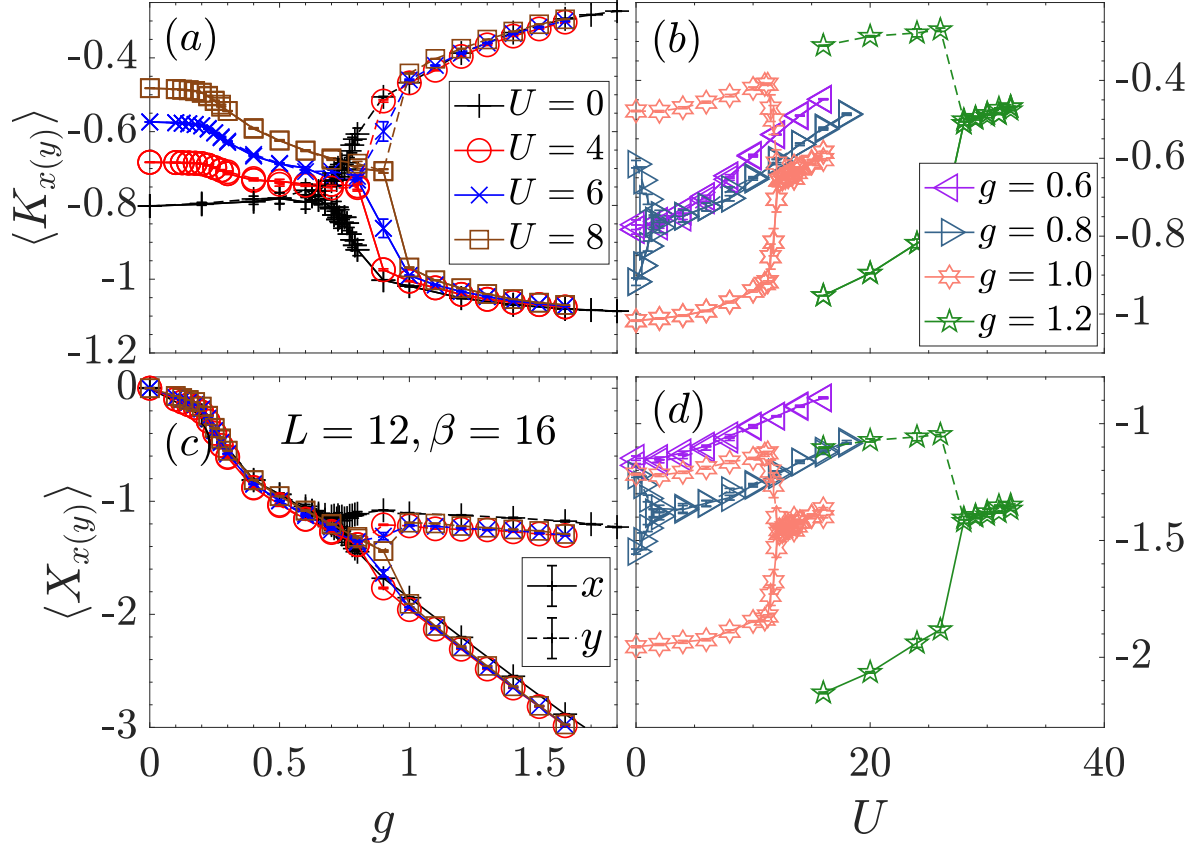 (a)
(b)
-0.4
-0.6
-0.8
-1
-1.2
⟨K_{x(y)}⟩
U = 0
U = 4
U = 6
U = 8
-0.4
-0.6
-0.8
-1
g = 0.6
g = 0.8
g = 1.0
g = 1.2
(c)
L = 12, β = 16
(d)
0
-1
-2
-3
⟨X_{x(y)}⟩
x
y
-1
-1.5
-2
0
0.5
1
1.5
g
0
20
40
U